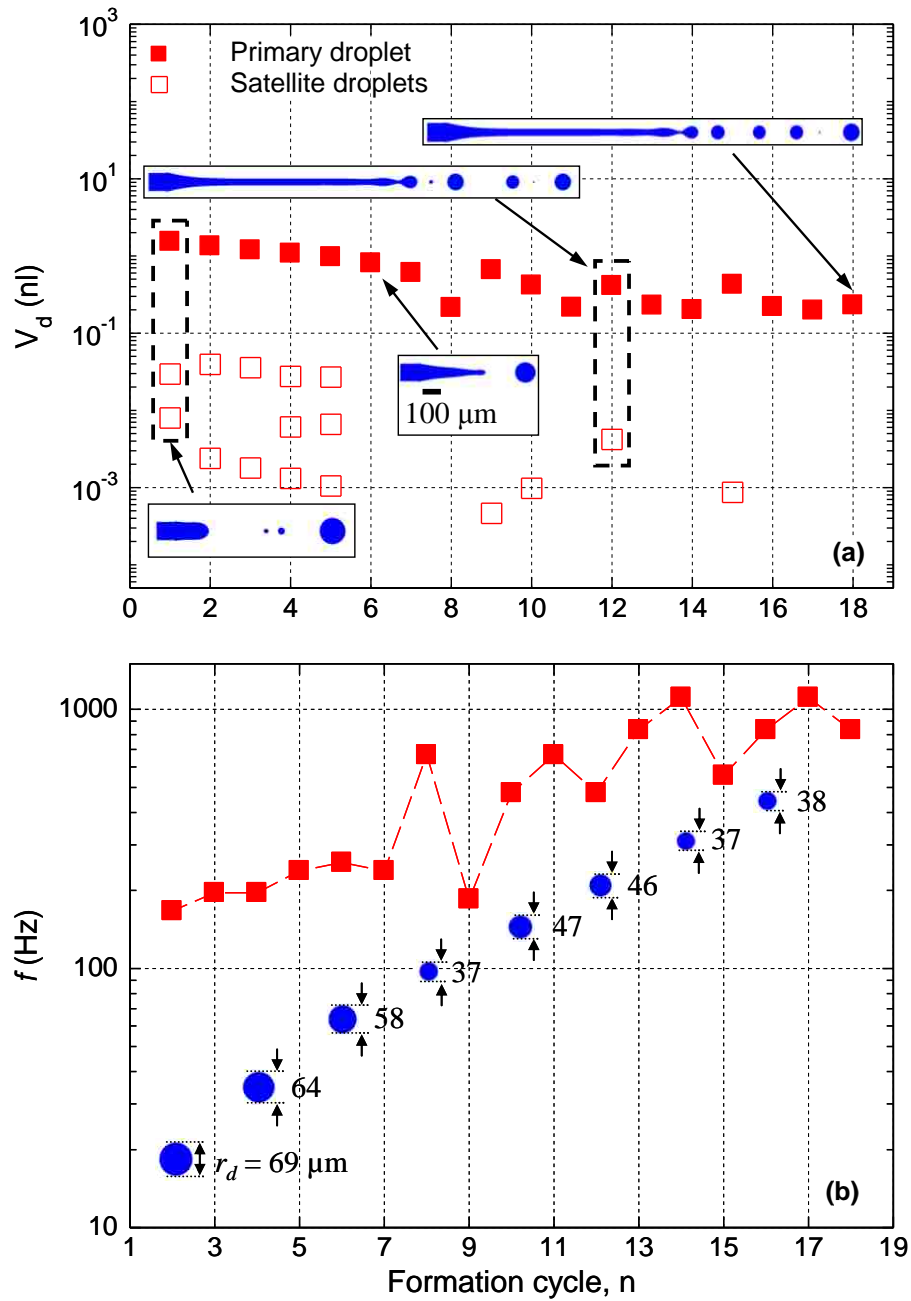 10^3
Primary droplet
Satellite droplets
10^1
V_d (nl)
10^-1
100 μm
10^-3
(a)
0 2 4 6 8 10 12 14 16 18
1000
38
37
46
47
37
f (Hz)
100
58
64
r_d = 69 μm
(b)
10
1 3 5 7 9 11 13 15 17 19
Formation cycle, n